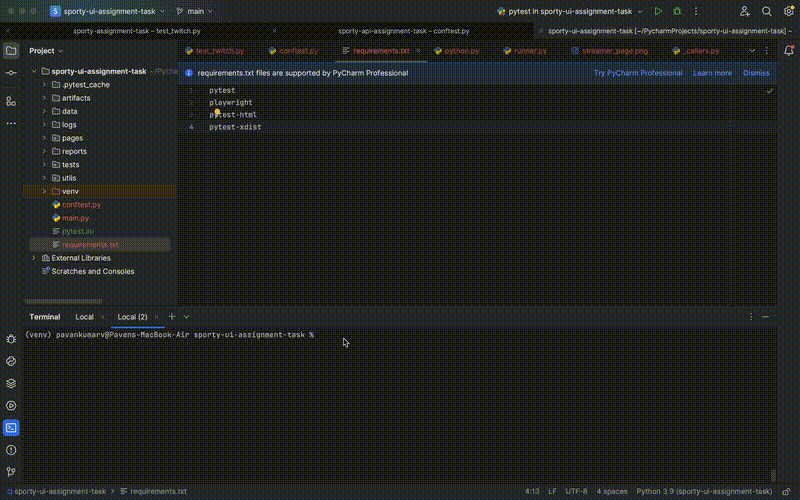 sporty-ui-assignment-task
main
pytest in sporty-ui-assignment-task
sporty-ui-assignment-task – test_twitch.py
sporty-api-assignment-task – conftest.py
sporty-ui-assignment-task [~/PycharmProjects/sporty-ui-assignment-task] –
Project
test_twitch.py
conftest.py
requirements.txt
python.py
runner.py
streamer_page.png
_callers.py
sporty-ui-assignment-task ~/Pycha
requirements.txt files are supported by PyCharm Professional
Try PyCharm Professional
Learn more
Dismiss
.pytest_cache
artifacts
data
logs
pages
reports
tests
utils
venv
conftest.py
main.py
pytest.ini
requirements.txt
External Libraries
Scratches and Consoles
1 pytest
2 playwright
3 pytest-html
4 pytest-xdist
Terminal
Local
Local (2)
(venv) pavankumarv@Pavans-MacBook-Air sporty-ui-assignment-task %
sporty-ui-assignment-task > requirements.txt
4:13
LF
UTF-8
4 spaces
Python 3.9 (sporty-ui-assignment-task)